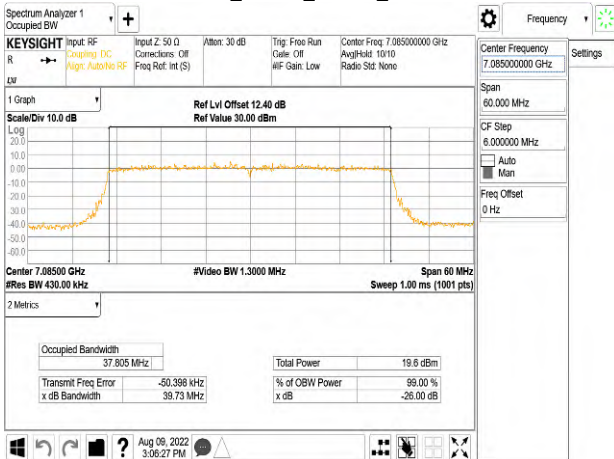 Spectrum Analyzer 1
Occupied BW
+
Frequency
KEYSIGHT
Input: RF
Coupling: DC
Align: Auto/No RF
Input Z: 50 Ω
Corrections: Off
Freq Ref: Int (S)
Atten: 30 dB
Trig: Free Run
Gate: Off
#IF Gain: Low
Center Freq: 7.085000000 GHz
Avg|Hold: 10/10
Radio Std: None
R
Center Frequency
7.085000000 GHz
Settings
Span
60.000 MHz
CF Step
6.000000 MHz
Auto
Man
Freq Offset
0 Hz
1 Graph
Scale/Div 10.0 dB
Ref Lvl Offset 12.40 dB
Ref Value 30.00 dBm
Log
20.0
10.0
0.00
-10.0
-20.0
-30.0
-40.0
-50.0
-60.0
Center 7.08500 GHz
#Video BW 1.3000 MHz
Span 60 MHz
#Res BW 430.00 kHz
Sweep 1.00 ms (1001 pts)
2 Metrics
Occupied Bandwidth
37.805 MHz
Total Power 19.6 dBm
Transmit Freq Error -50.398 kHz
% of OBW Power 99.00 %
x dB Bandwidth 39.73 MHz
x dB -26.00 dB
?
Aug 09, 2022
3:06:27 PM